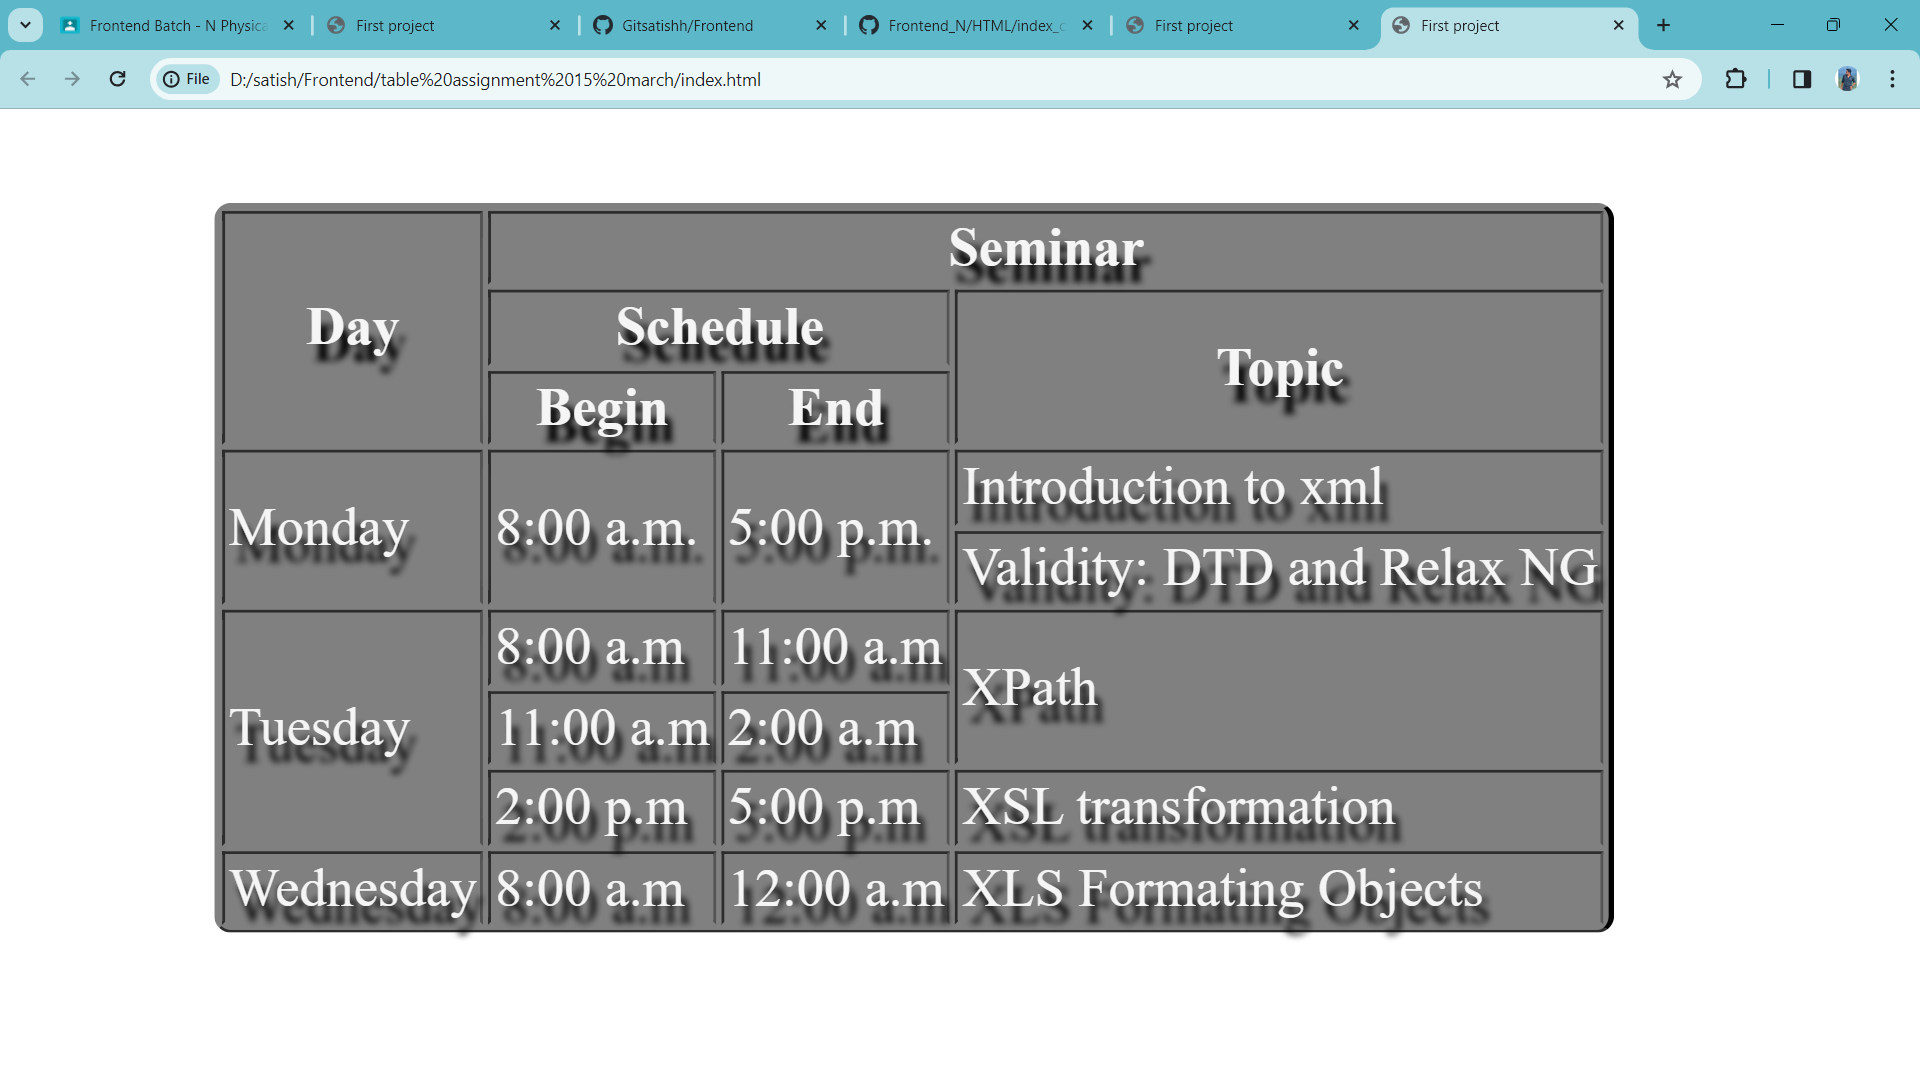 Frontend Batch - N Physica
First project
Gitsatishh/Frontend
Frontend_N/HTML/index_c
First project
First project
File
D:/satish/Frontend/table%20assignment%2015%20march/index.html
Seminar
Day
Schedule
Topic
Begin
End
Monday
8:00 a.m.
5:00 p.m.
Introduction to xml
Validity: DTD and Relax NG
Tuesday
8:00 a.m
11:00 a.m
XPath
11:00 a.m
2:00 a.m
2:00 p.m
5:00 p.m
XSL transformation
Wednesday
8:00 a.m
12:00 a.m
XLS Formating Objects